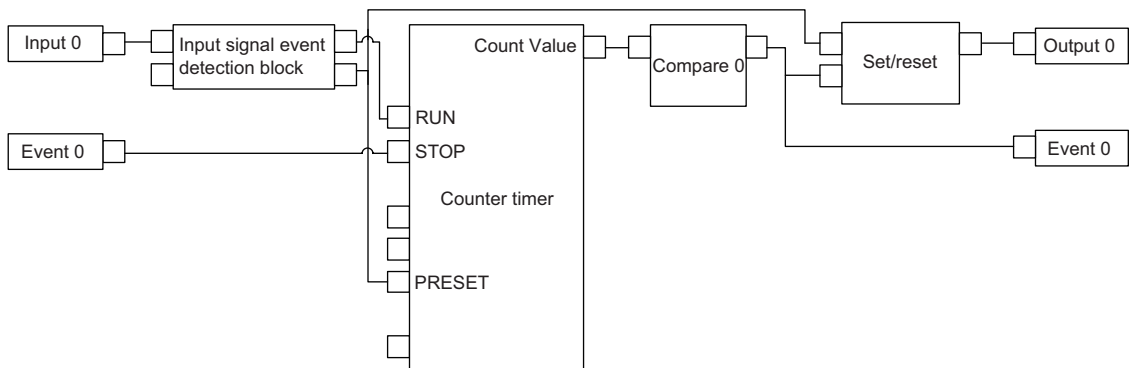 Input 0
Input signal event
detection block
Count Value
Compare 0
Set/reset
Output 0
RUN
Event 0
STOP
Event 0
Counter timer
PRESET